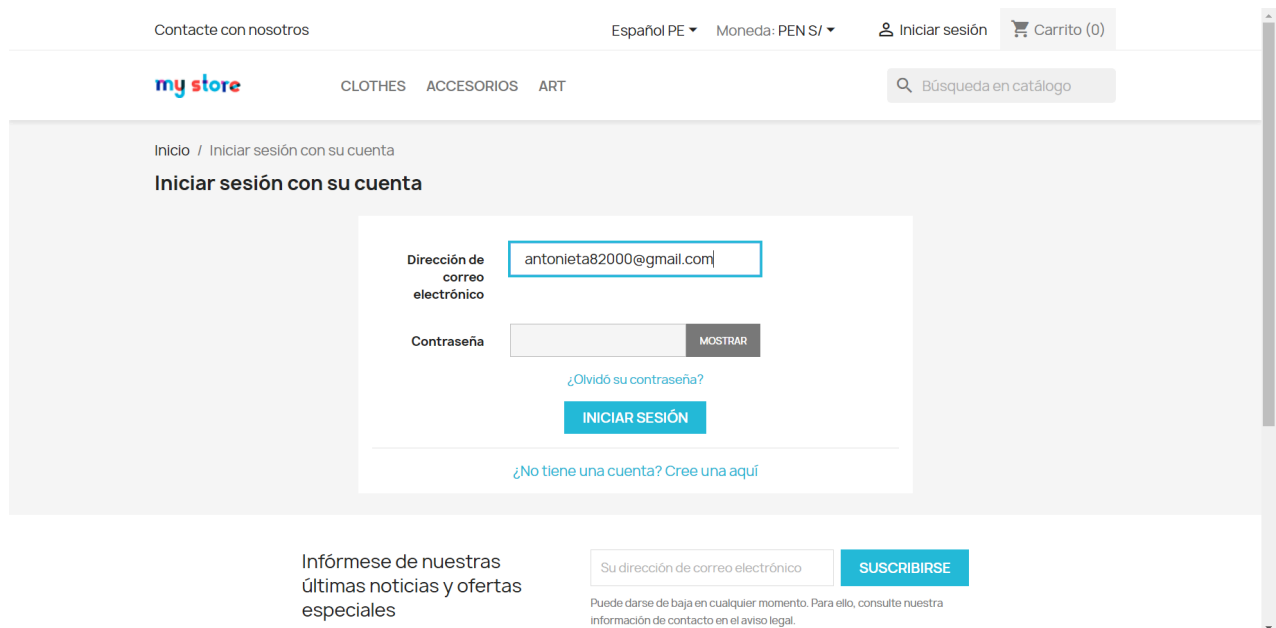 Contacte con nosotros
Español PE Moneda: PEN S/ Iniciar sesión Carrito (0)
my store
CLOTHES ACCESORIOS ART
Búsqueda en catálogo
Inicio / Iniciar sesión con su cuenta
Iniciar sesión con su cuenta
Dirección de
correo
electrónico
antonieta82000@gmail.com
Contraseña
MOSTRAR
¿Olvidó su contraseña?
INICIAR SESIÓN
¿No tiene una cuenta? Cree una aquí
Infórmese de nuestras
últimas noticias y ofertas
especiales
Su dirección de correo electrónico
SUSCRIBIRSE
Puede darse de baja en cualquier momento. Para ello, consulte nuestra
información de contacto en el aviso legal.